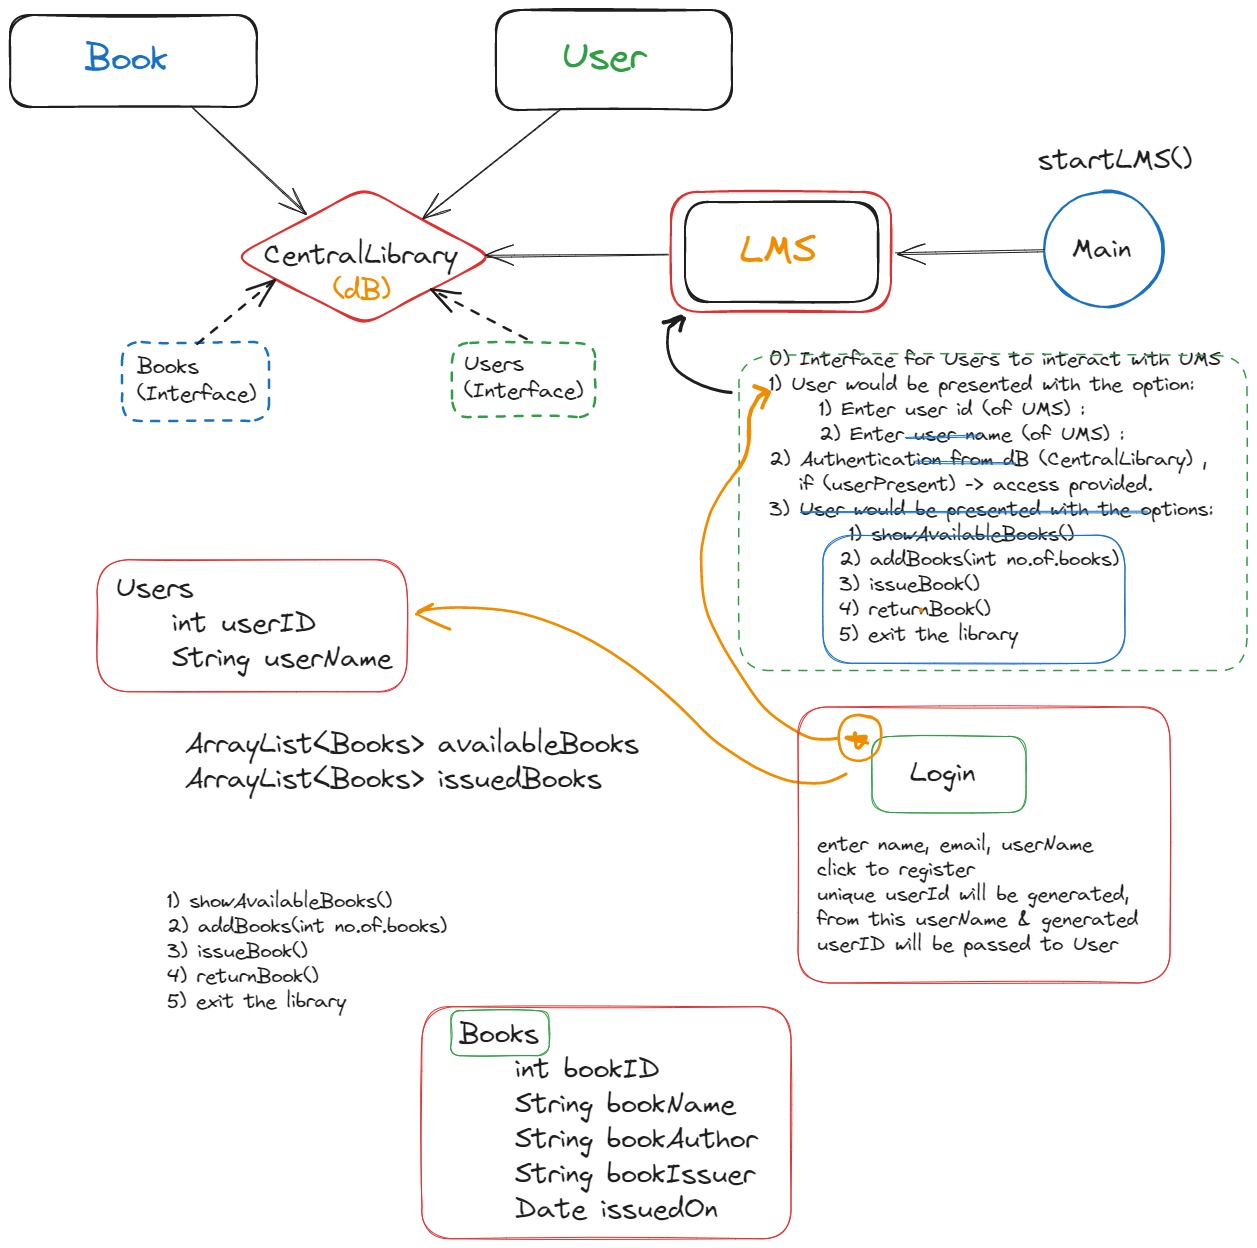 Book
User
startLMS()
CentralLibrary
(dB)
LMS
Main
Books
(Interface)
Users
(Interface)
0) Interface for Users to interact with UMS
1) User would be presented with the option:
1) Enter user id (of UMS) :
2) Enter user name (of UMS) :
2) Authentication from dB (CentralLibrary) ,
if (userPresent) -> access provided.
3) User would be presented with the options:
1) showAvailableBooks()
2) addBooks(int no.of.books)
3) issueBook()
4) returnBook()
5) exit the library
Users
int userID
String userName
ArrayList<Books> availableBooks
ArrayList<Books> issuedBooks
Login
enter name, email, userName
click to register
unique userId will be generated,
from this userName & generated
userID will be passed to User
1) showAvailableBooks()
2) addBooks(int no.of.books)
3) issueBook()
4) returnBook()
5) exit the library
Books
int bookID
String bookName
String bookAuthor
String bookIssuer
Date issuedOn